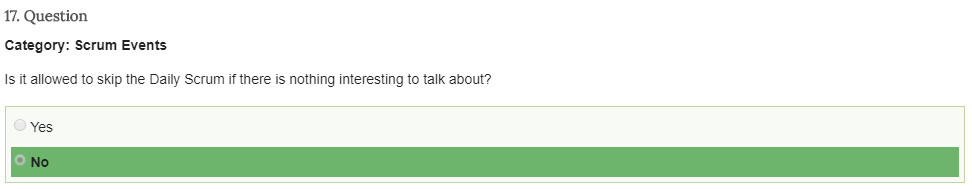 17. Question
Category: Scrum Events
Is it allowed to skip the Daily Scrum if there is nothing interesting to talk about?
Yes
No